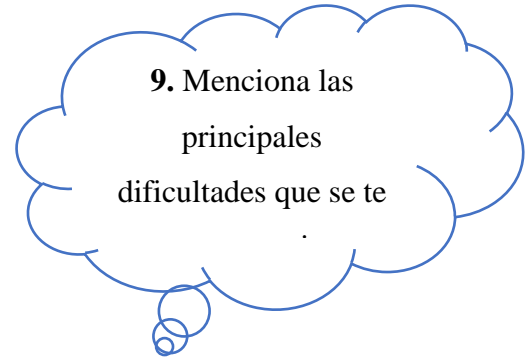 9. Menciona las
principales
dificultades que se te
.